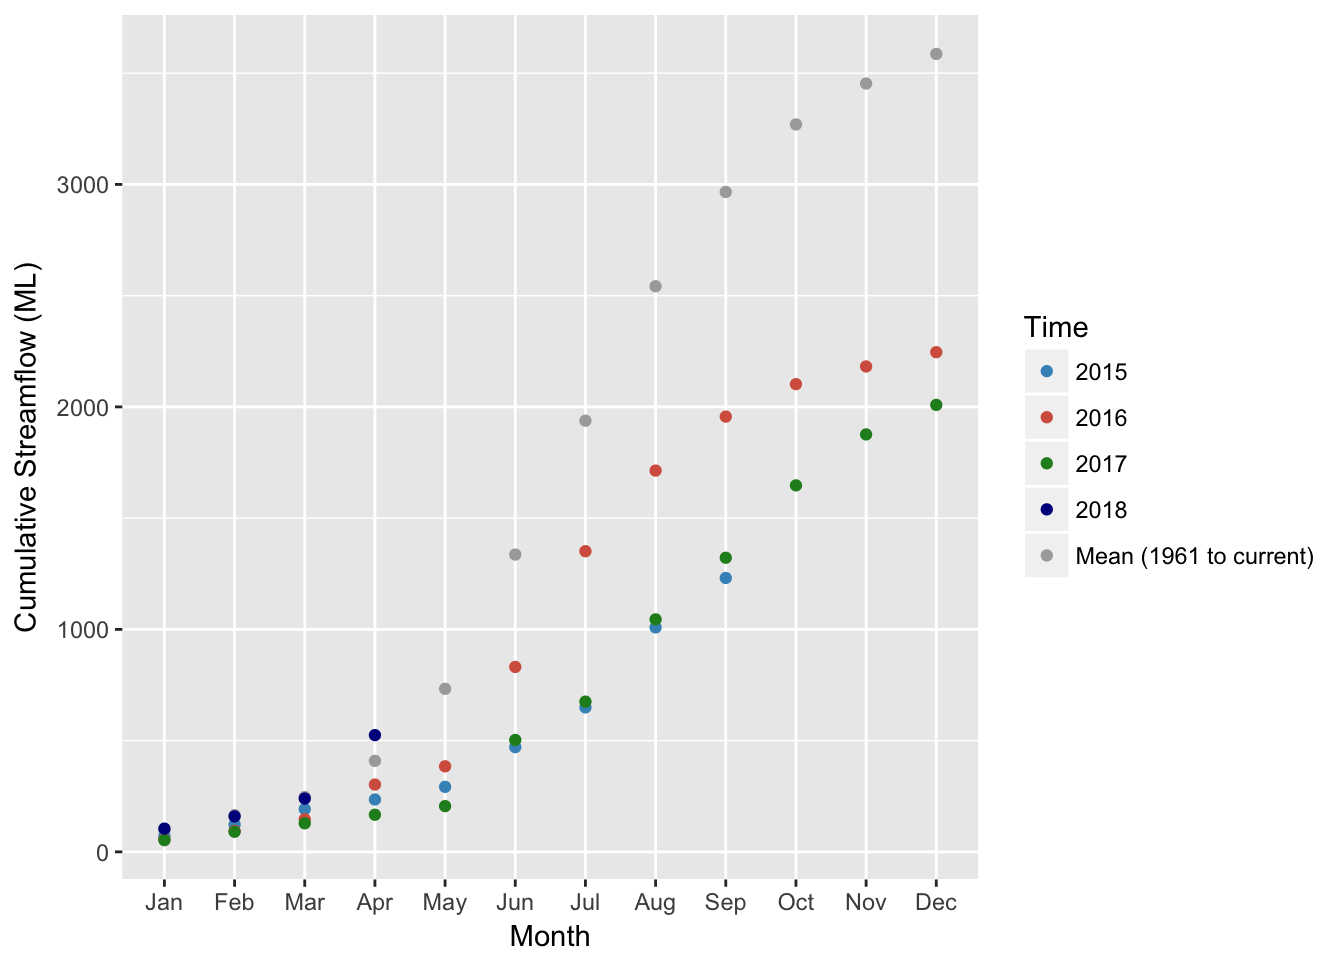 Cumulative Streamflow (ML)
3000
2000
1000
0
Jan Feb Mar Apr May Jun Jul Aug Sep Oct Nov Dec
Month
Time
2015
2016
2017
2018
Mean (1961 to current)